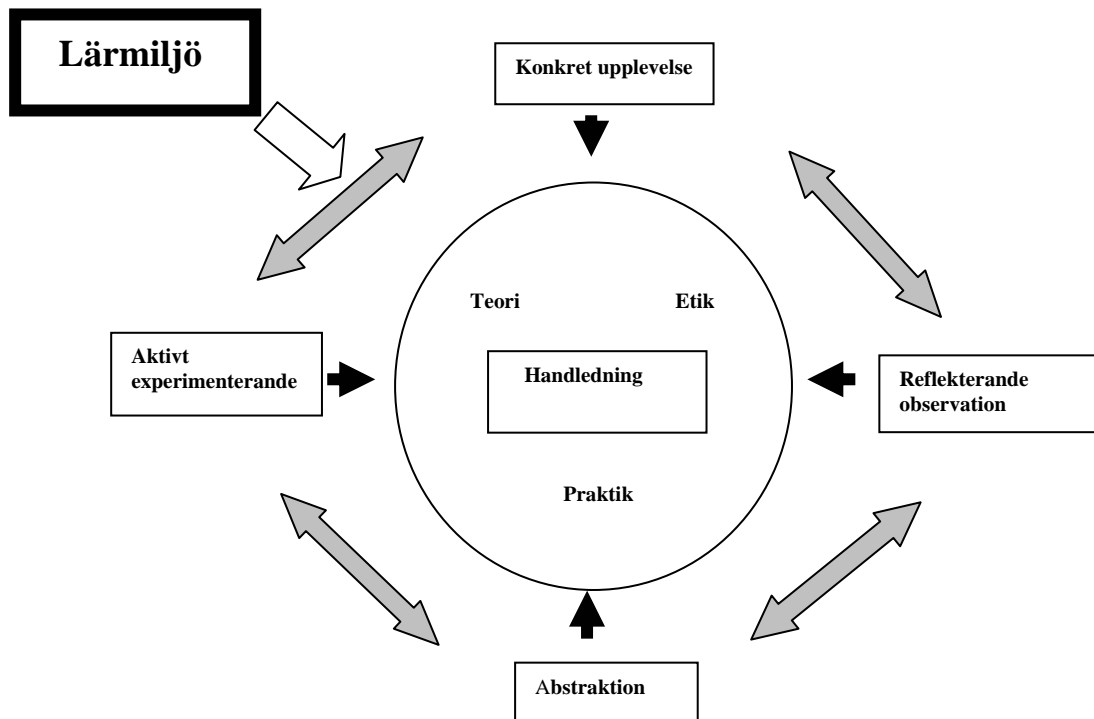 Lärmiljö
Konkret upplevelse
Teori
Etik
Aktivt
experimenterande
Handledning
Reflekterande
observation
Praktik
Abstraktion